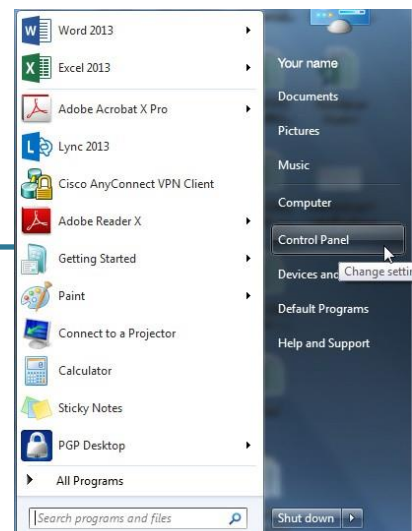 Word 2013
Excel 2013
Adobe Acrobat X Pro
Lync 2013
Cisco AnyConnect VPN Client
Adobe Reader X
Getting Started
Paint
Connect to a Projector
Calculator
Sticky Notes
PGP Desktop
All Programs
Search programs and files
Your name
Documents
Pictures
Music
Computer
Control Panel
Devices and
Change settin
Default Programs
Help and Support
Shut down